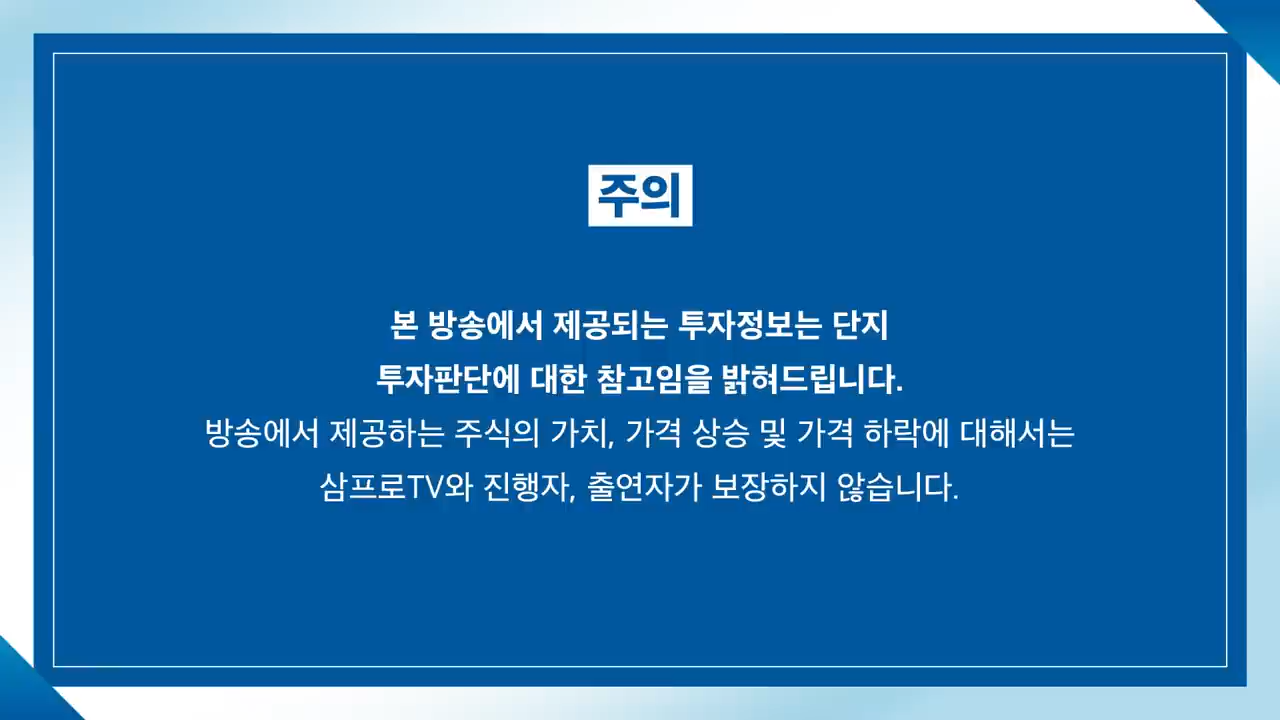 주의
본 방송에서 제공되는 투자정보는 단지
투자판단에 대한 참고임을 밝혀드립니다.
방송에서 제공하는 주식의 가치, 가격 상승 및 가격 하락에 대해서는
삼프로TV와 진행자, 출연자가 보장하지 않습니다.